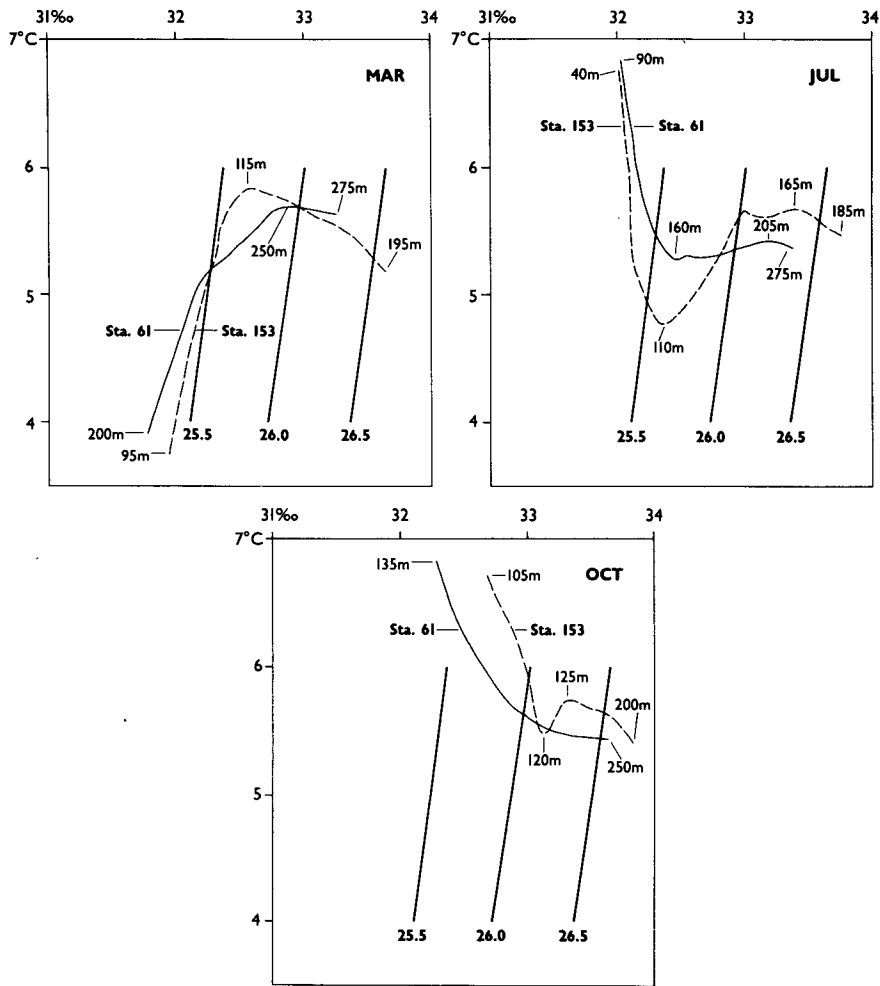 31‰ 32 33 34
7°C
MAR
6
115m
275m
250m
195m
5
Sta. 61 Sta. 153
4
200m
95m
25.5 26.0 26.5
31‰ 32 33 34
7°C
90m
40m
JUL
Sta. 153 Sta. 61
6
165m
160m 205m 185m
275m
5
110m
4
25.5 26.0 26.5
31‰ 32 33 34
7°C
135m 105m
OCT
Sta. 61 Sta. 153
6
125m
200m
120m 250m
5
4
25.5 26.0 26.5